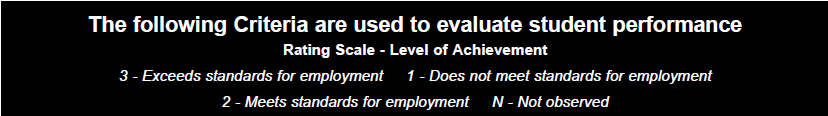 The following Criteria are used to evaluate student performance
Rating Scale - Level of Achievement
3 - Exceeds standards for employment 1 - Does not meet standards for employment
2 - Meets standards for employment N - Not observed